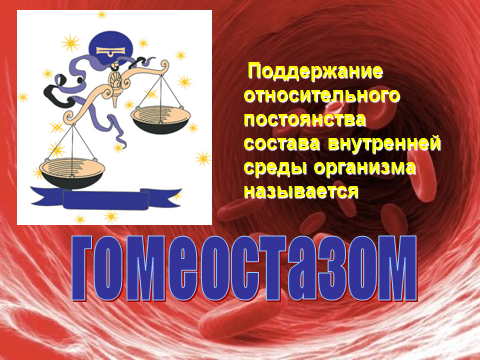 Поддержание
относительного
постоянства
состава внутренней
среды организма
называется
гомеостазом